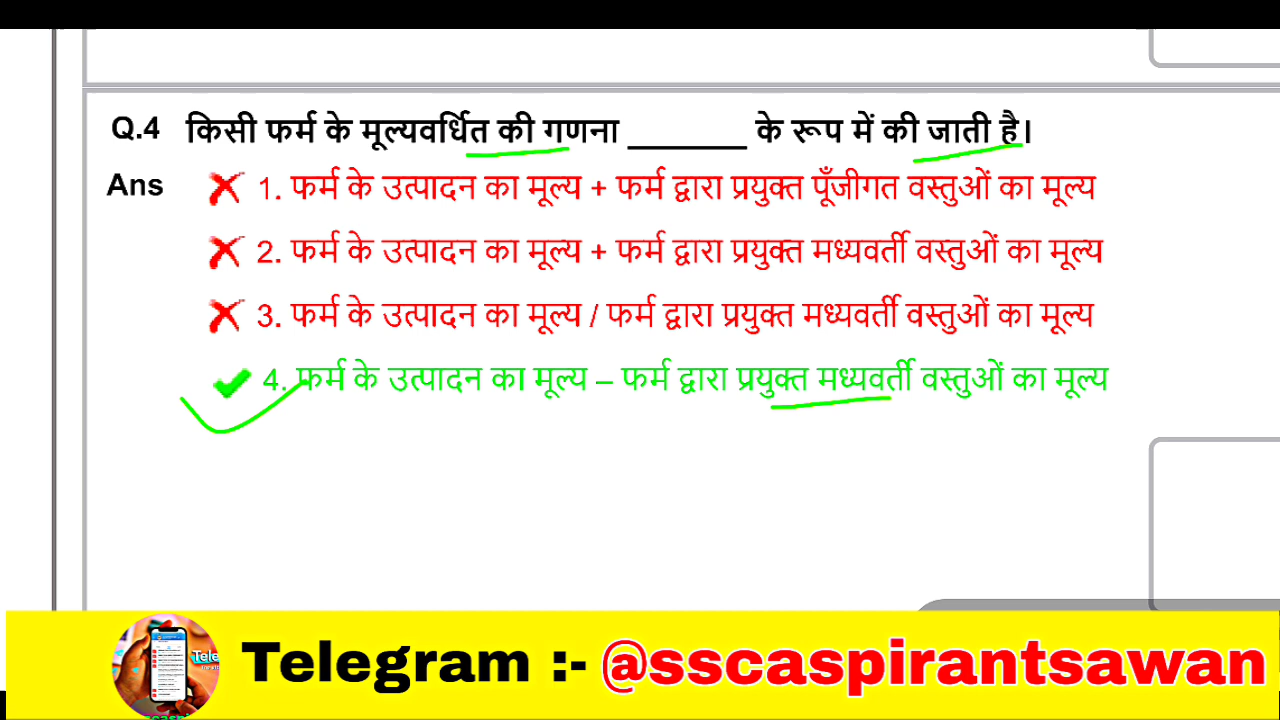 Q.4 किसी फर्म के मूल्यवर्धित की गणना _______ के रूप में की जाती है।
Ans 1. फर्म के उत्पादन का मूल्य + फर्म द्वारा प्रयुक्त पूँजीगत वस्तुओं का मूल्य
2. फर्म के उत्पादन का मूल्य + फर्म द्वारा प्रयुक्त मध्यवर्ती वस्तुओं का मूल्य
3. फर्म के उत्पादन का मूल्य / फर्म द्वारा प्रयुक्त मध्यवर्ती वस्तुओं का मूल्य
4. फर्म के उत्पादन का मूल्य – फर्म द्वारा प्रयुक्त मध्यवर्ती वस्तुओं का मूल्य
Telegram :- @sscaspirantsawan